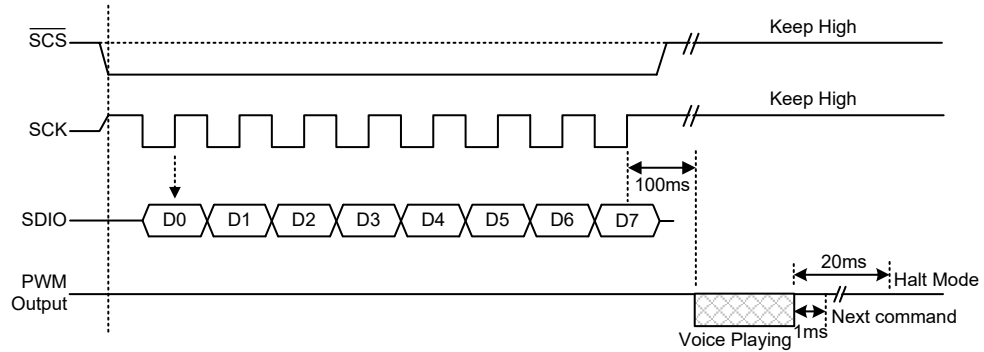 SCS
Keep High
SCK
Keep High
100ms
SDIO
D0 D1 D2 D3 D4 D5 D6 D7
PWM
Output
20ms
Halt Mode
1ms
Next command
Voice Playing